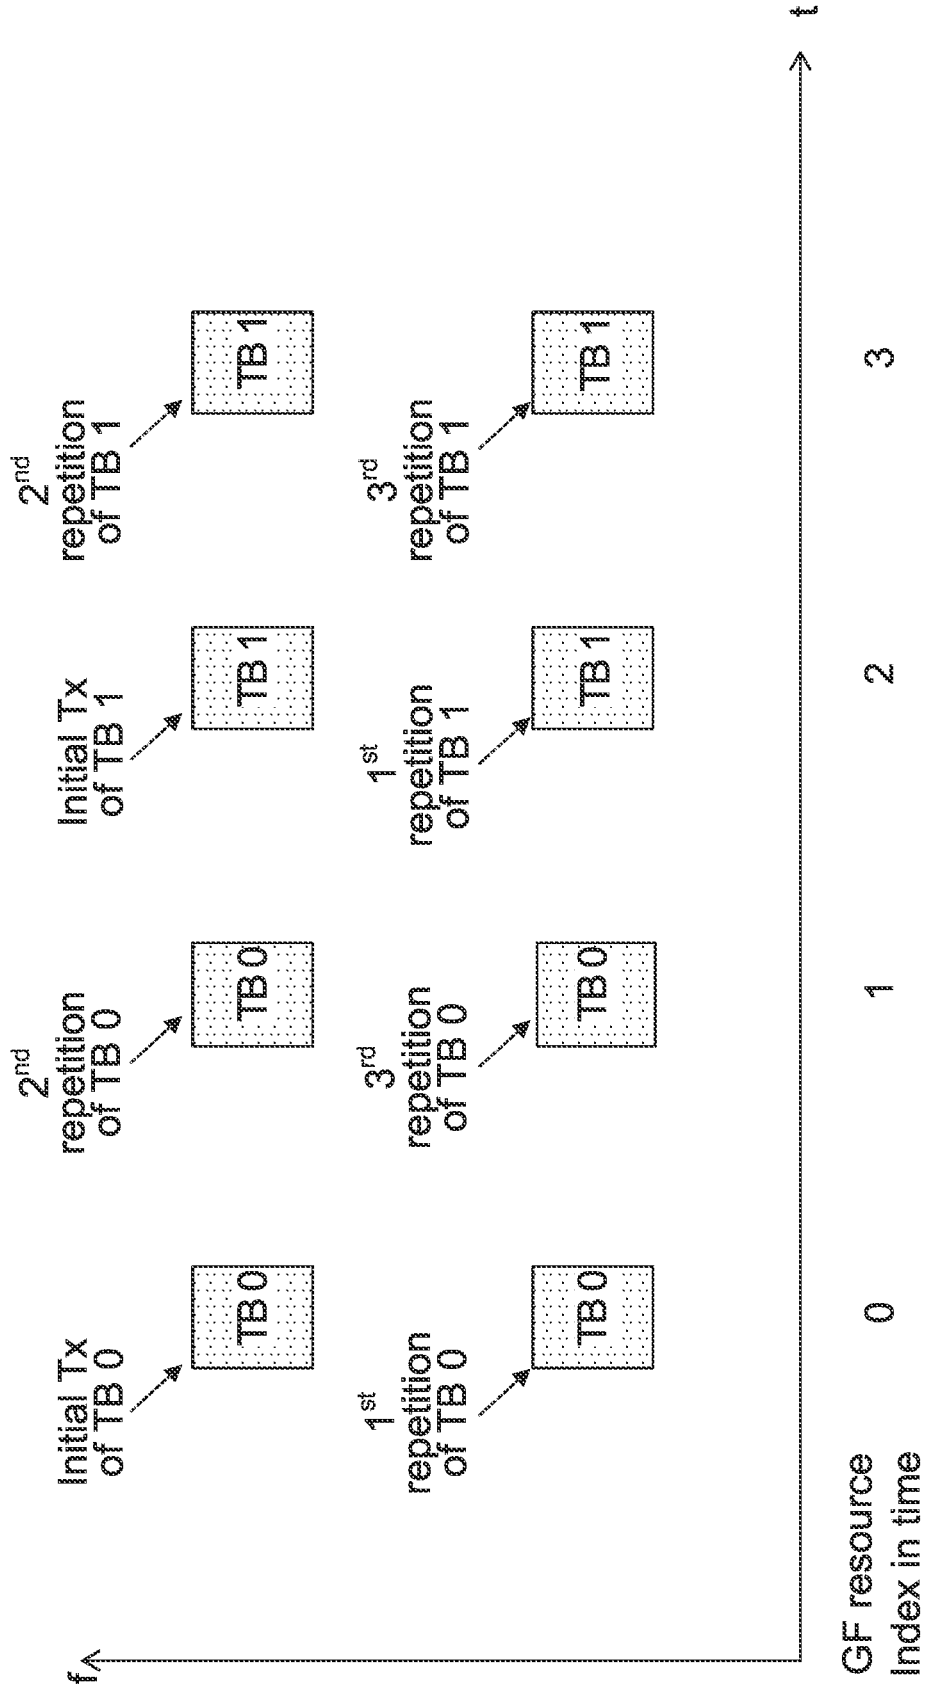 f
Initial Tx
of TB 0
2nd
repetition
of TB 0
Initial Tx
of TB 1
2nd
repetition
of TB 1
TB 0
TB 0
TB 1
TB 1
1st
repetition
of TB 0
3rd
repetition
of TB 0
1st
repetition
of TB 1
3rd
repetition
of TB 1
TB 0
TB 0
TB 1
TB 1
t
GF resource
Index in time
0
1
2
3